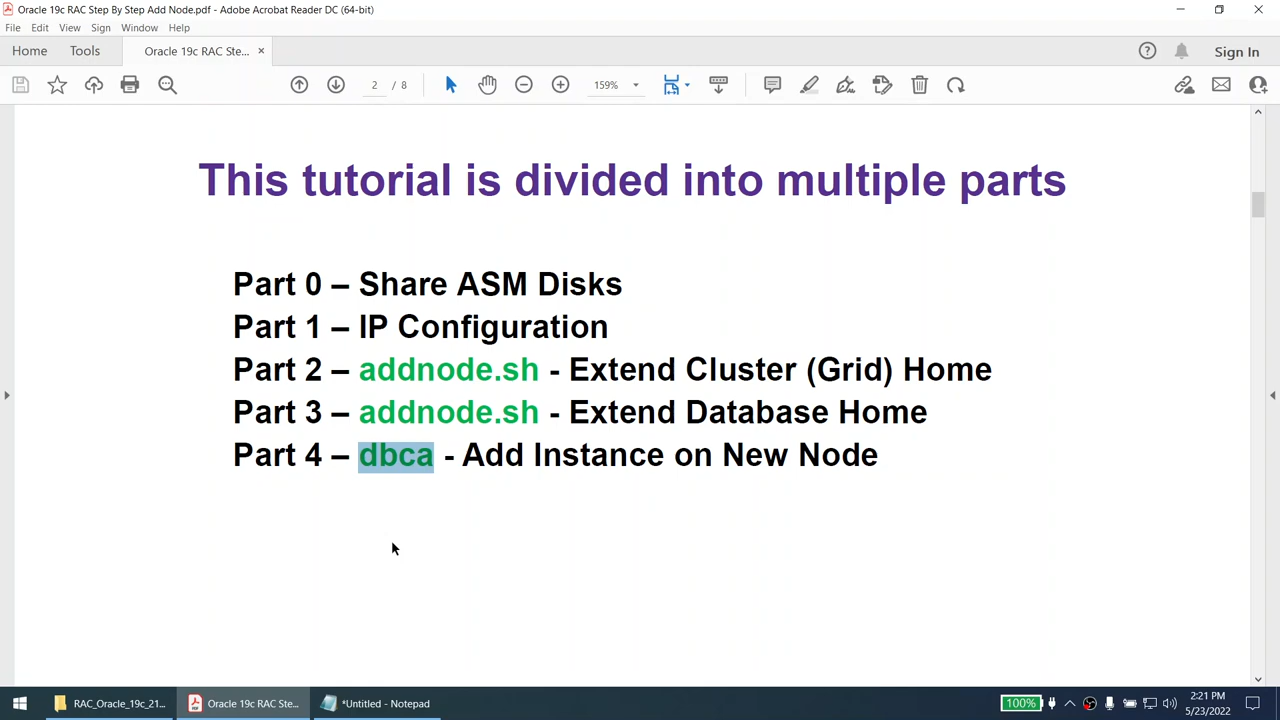 Oracle 19c RAC Step By Step Add Node.pdf - Adobe Acrobat Reader DC (64-bit)
File Edit View Sign Window Help
Home Tools Oracle 19c RAC Ste... × Sign In
2 / 8 159%
This tutorial is divided into multiple parts
Part 0 – Share ASM Disks
Part 1 – IP Configuration
Part 2 – addnode.sh - Extend Cluster (Grid) Home
Part 3 – addnode.sh - Extend Database Home
Part 4 – dbca - Add Instance on New Node
RAC_Oracle_19c_21... Oracle 19c RAC Ste... *Untitled - Notepad 100% 2:21 PM
5/23/2022